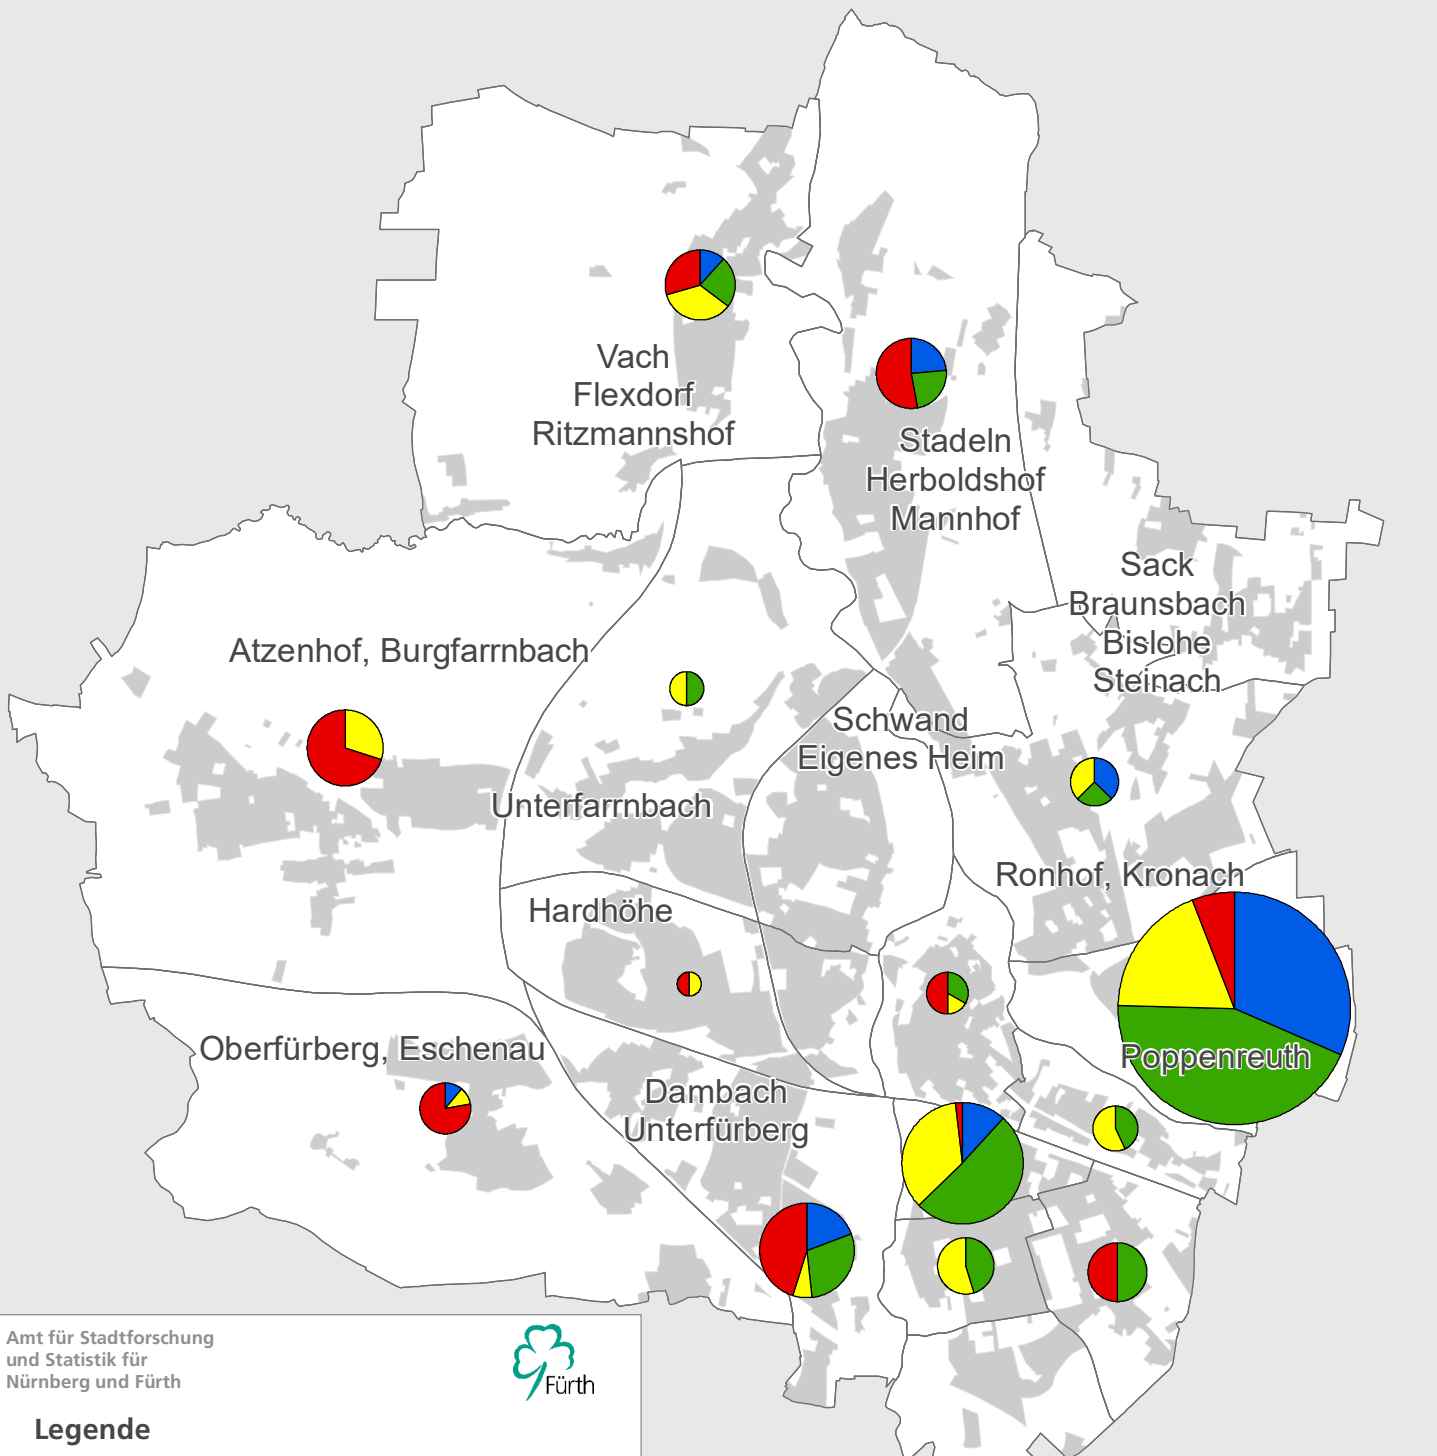 Vach
Flexdorf
Ritzmannshof
Stadeln
Herboldshof
Mannhof
Sack
Braunsbach
Bislohe
Steinach
Atzenhof, Burgfarrnbach
Schwand
Eigenes Heim
Unterfarrnbach
Ronhof, Kronach
Hardhöhe
Oberfürberg, Eschenau
Poppenreuth
Dambach
Unterfürberg
Amt für Stadtforschung
und Statistik für
Nürnberg und Fürth
Fürth
Legende